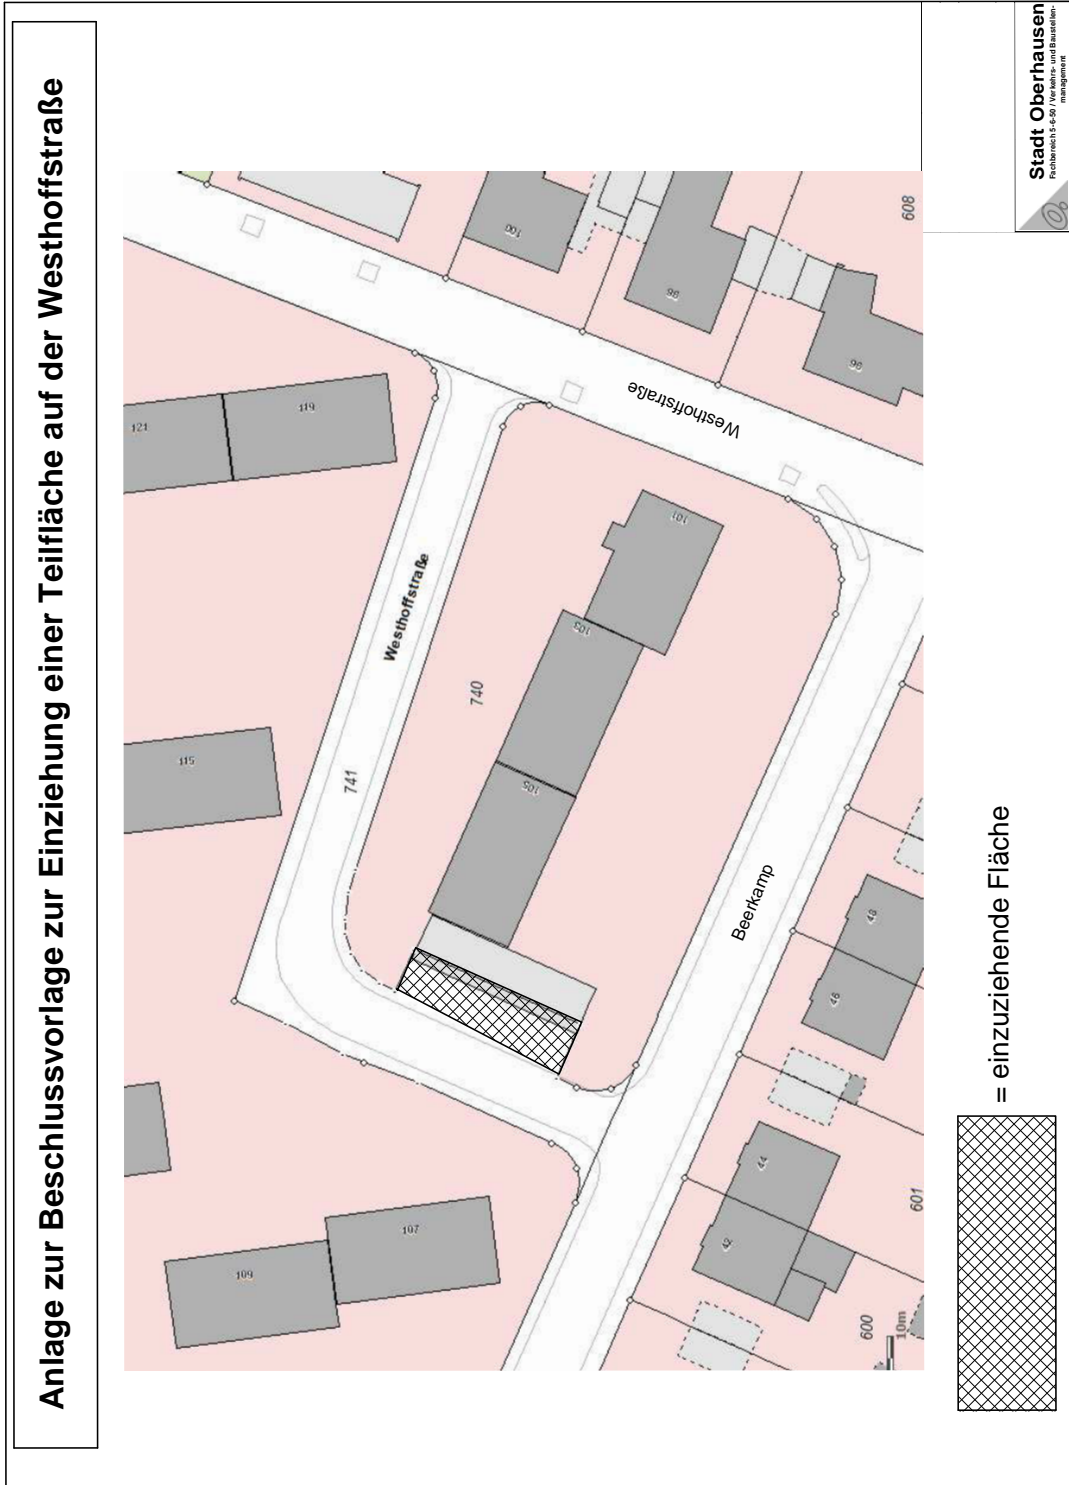 Anlage zur Beschlussvorlage zur Einziehung einer Teilfläche auf der Westhoffstraße
Stadt Oberhausen
Fachbereich 5-6-50 / Verkehrs- und Baustellen-
management
121
119
115
109
107
Westhoffstraße
741
740
105
103
101
Westhoffstraße
100
98
96
608
Beerkamp
48
46
44
42
601
600
10m
= einzuziehende Fläche